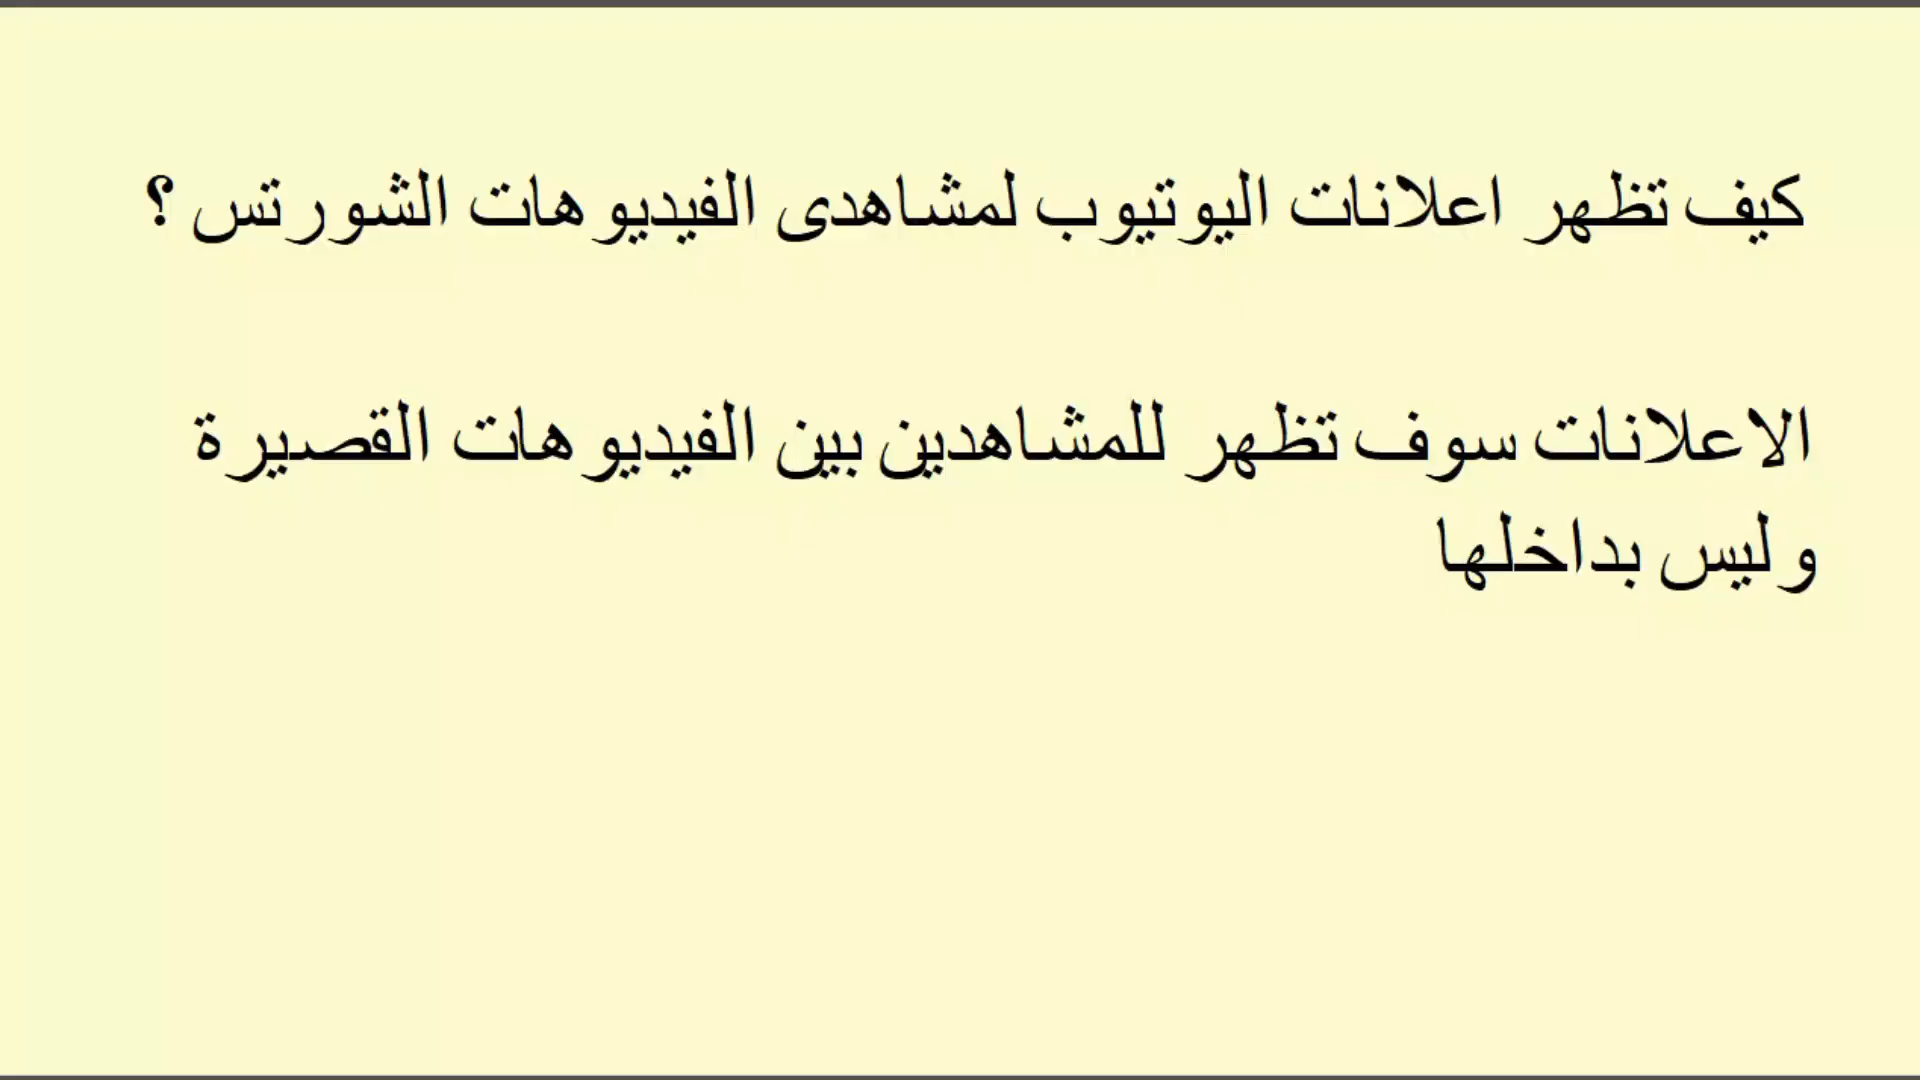 كيف تظهر اعلانات اليوتيوب لمشاهدى الفيديوهات الشورتس ؟
الاعلانات سوف تظهر للمشاهدين بين الفيديوهات القصيرة
وليس بداخلها